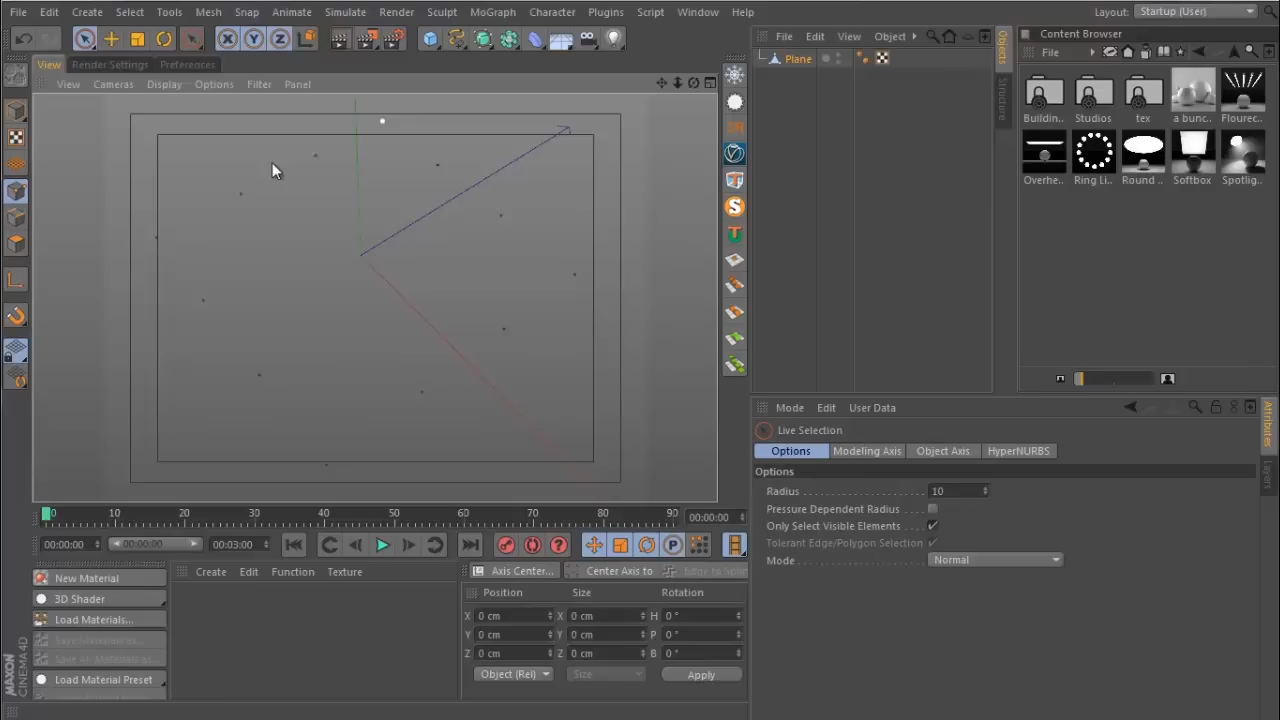 File Edit Create Select Tools Mesh Snap Animate Simulate Render Sculpt MoGraph Character Plugins Script Window Help
Layout: Startup (User)
View Render Settings Preferences
View Cameras Display Options Filter Panel
File Edit View Object
Plane
Objects
Structure
Content Browser
File
Buildin.. Studios tex a bunc.. Flourec..
Overhe.. Ring Li.. Round .. Softbox Spotlig..
0 10 20 30 40 50 60 70 80 90 00:00:00
00:00:00 00:00:00 00:03:00
New Material
3D Shader
Load Materials...
Load Material Preset
Create Edit Function Texture
Axis Center... Center Axis to
Position Size Rotation
X 0 cm X 0 cm H 0 °
Y 0 cm Y 0 cm P 0 °
Z 0 cm Z 0 cm B 0 °
Object (Rel) Size Apply
MAXON CINEMA 4D
Mode Edit User Data
Live Selection
Options Modeling Axis Object Axis HyperNURBS
Options
Radius 10
Pressure Dependent Radius
Only Select Visible Elements
Tolerant Edge/Polygon Selection
Mode Normal
Attributes
Layers